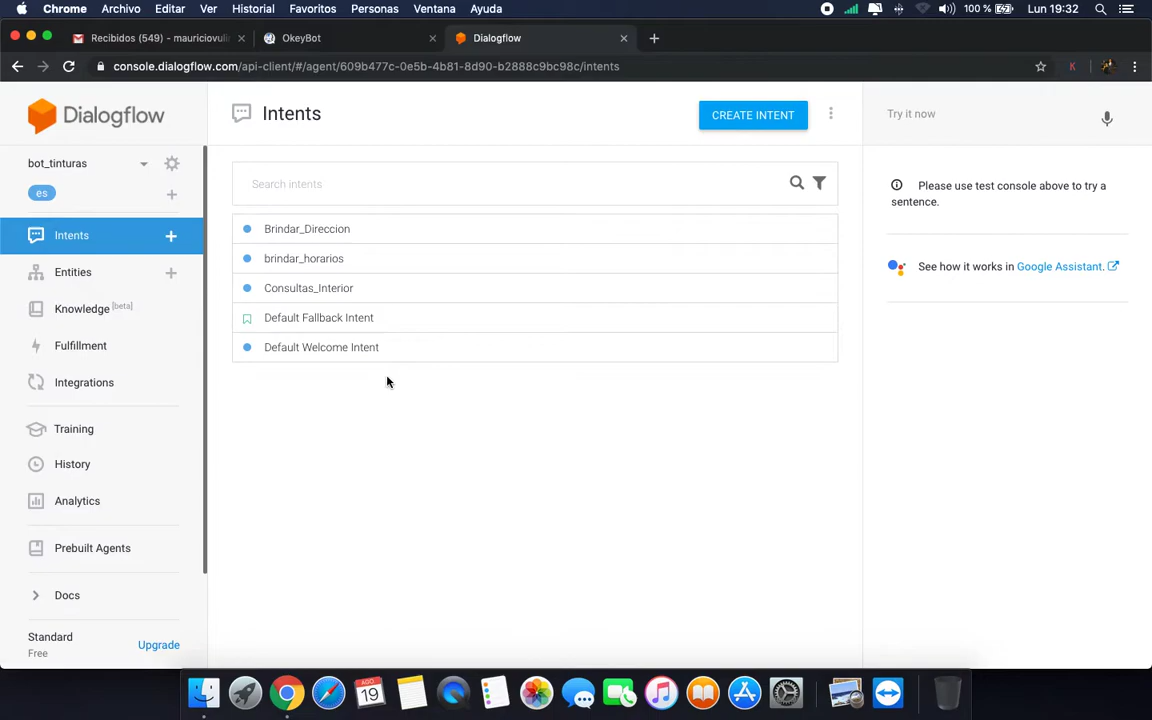 Chrome Archivo Editar Ver Historial Favoritos Personas Ventana Ayuda 100 % Lun 19:32
Recibidos (549) - mauriciovuli
OkeyBot
Dialogflow
console.dialogflow.com/api-client/#/agent/609b477c-0e5b-4b81-8d90-b2888c9bc98c/intents
K
Dialogflow
bot_tinturas
es
Intents
Entities
Knowledge [beta]
Fulfillment
Integrations
Training
History
Analytics
Prebuilt Agents
Docs
Standard
Free
Upgrade
Intents
CREATE INTENT
Search intents
Brindar_Direccion
brindar_horarios
Consultas_Interior
Default Fallback Intent
Default Welcome Intent
Try it now
Please use test console above to try a
sentence.
See how it works in Google Assistant.
AGO
19